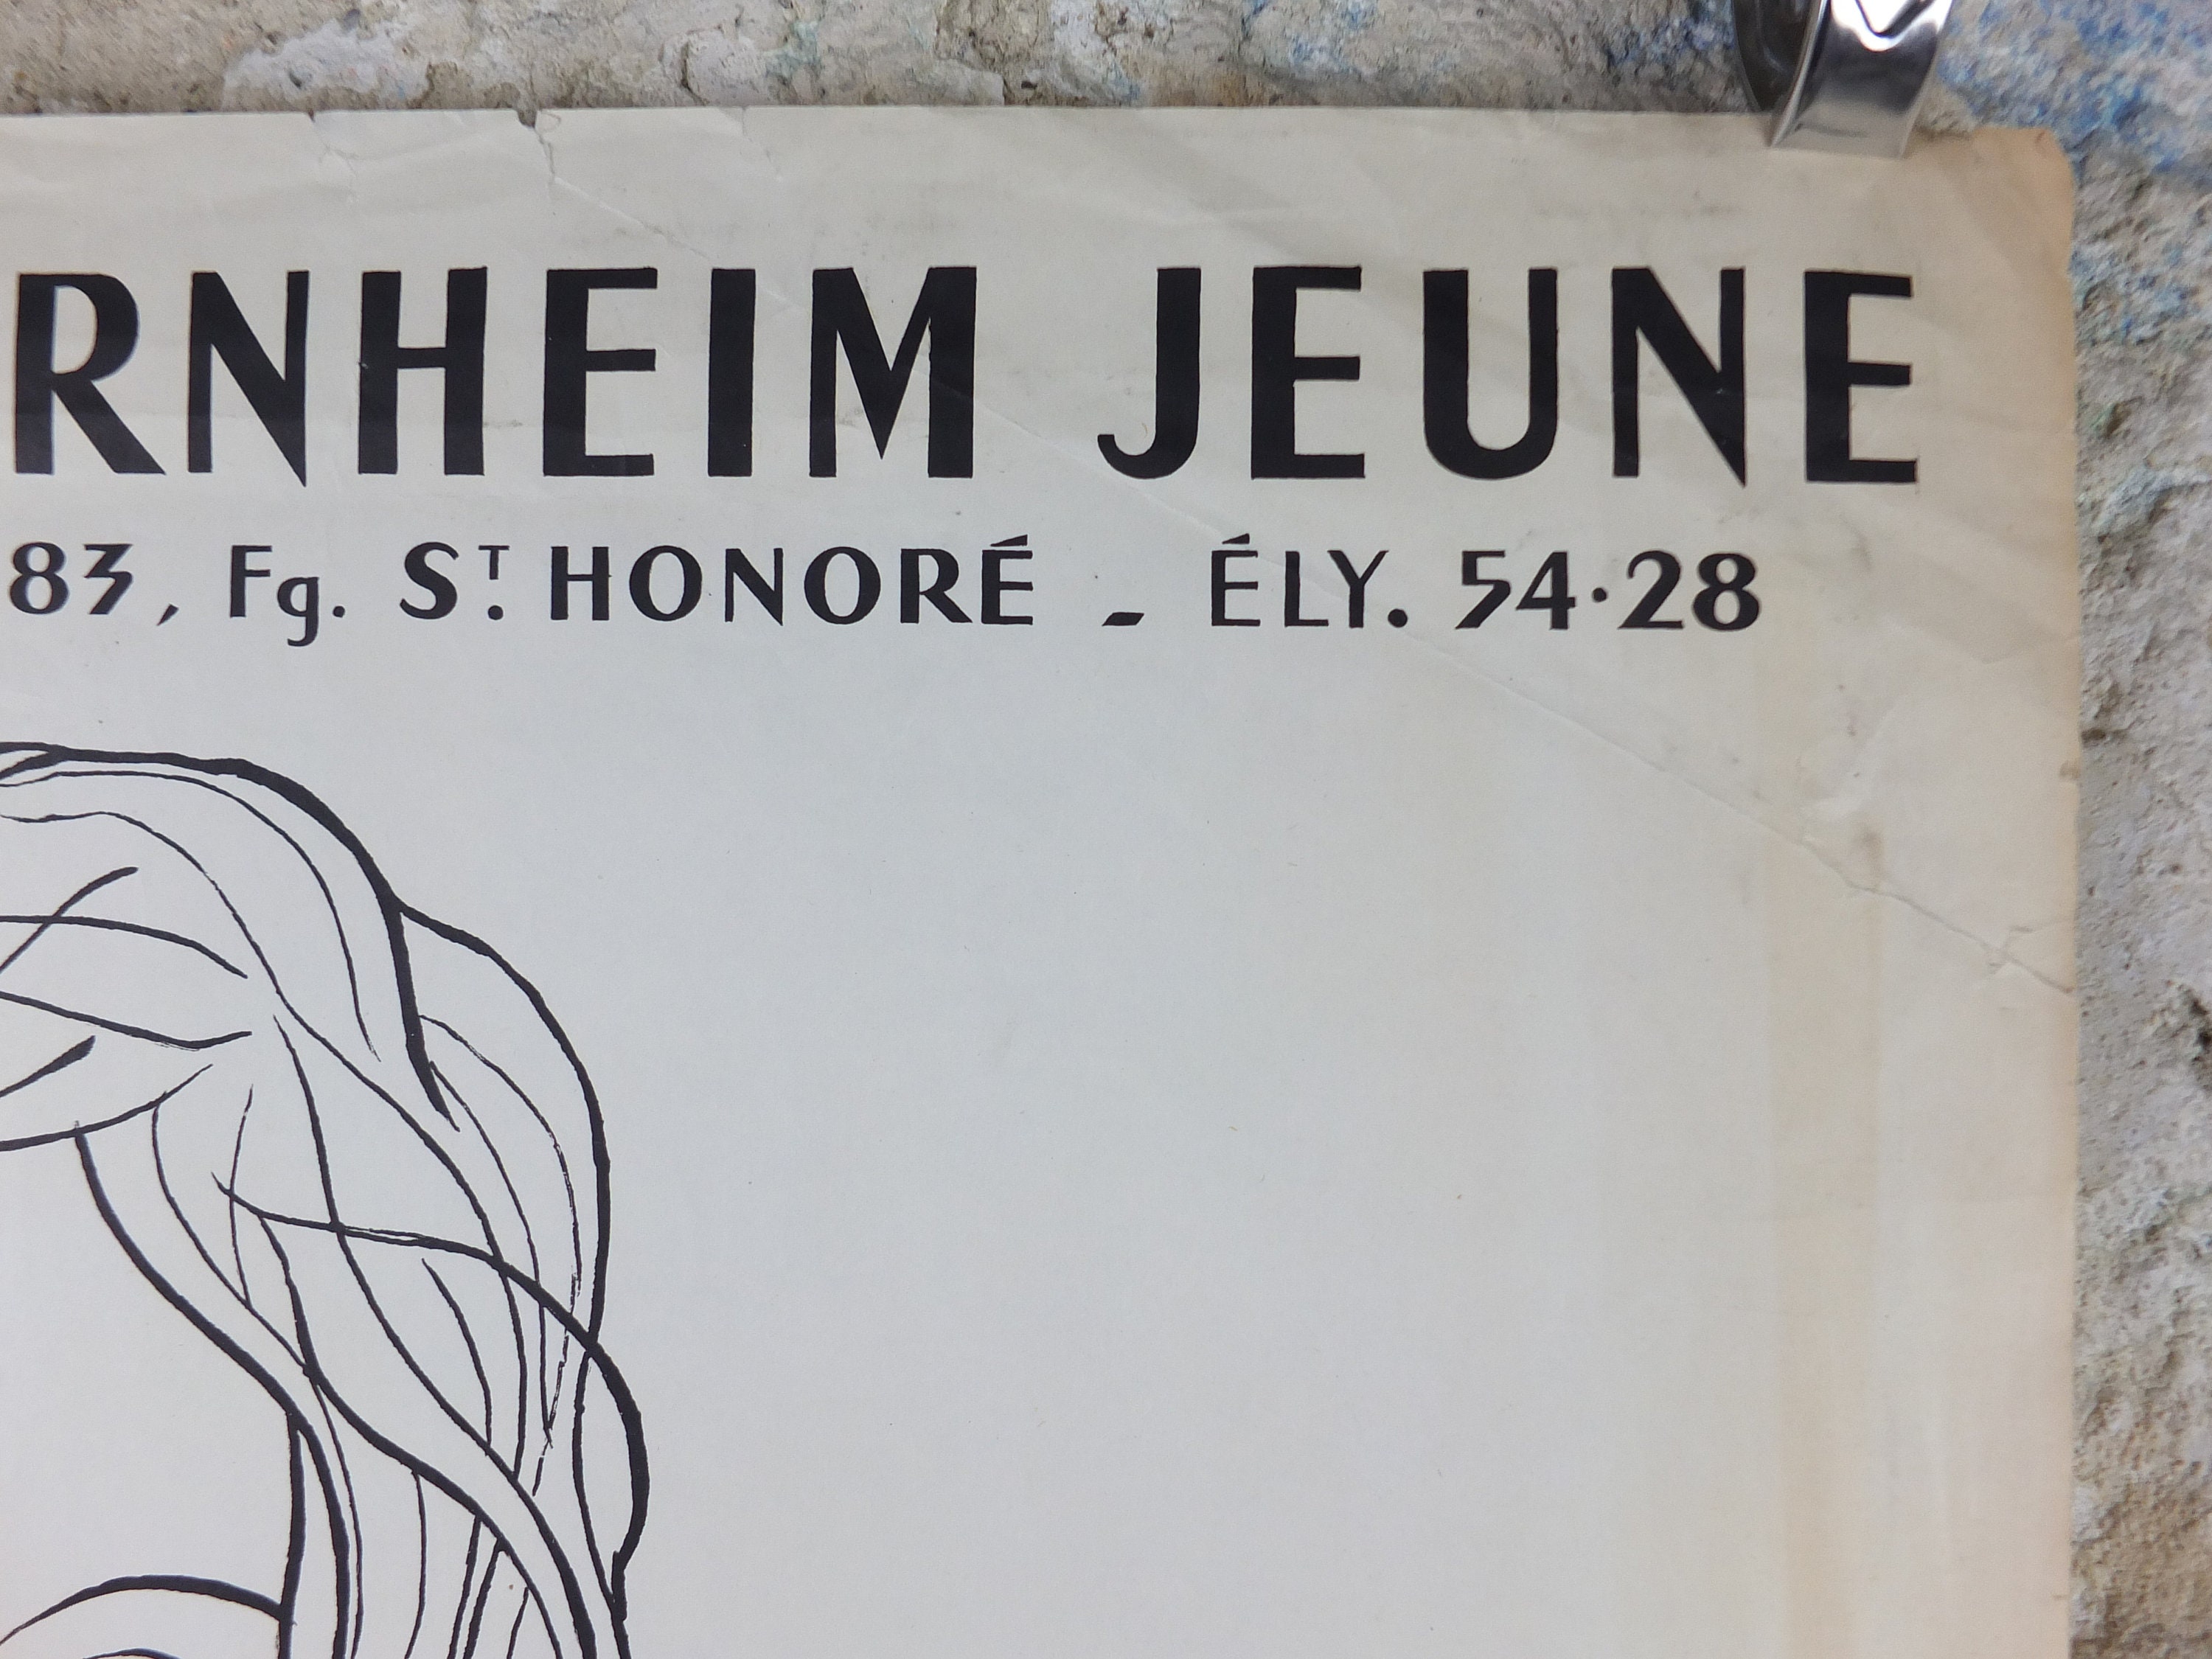 RNHEIM JEUNE
83, Fg. ST. HONORÉ - ÉLY. 54·28